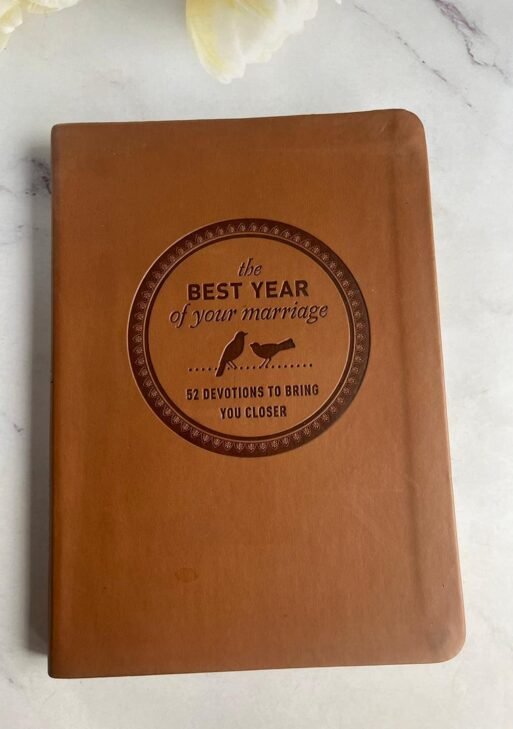 the
BEST YEAR
of your marriage
52 DEVOTIONS TO BRING
YOU CLOSER